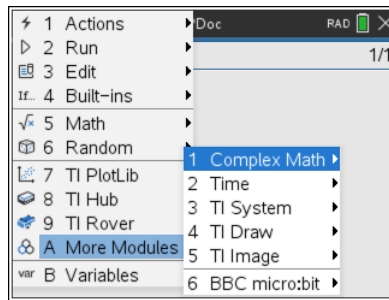 1 Actions
2 Run
3 Edit
If... 4 Built-ins
√x 5 Math
6 Random
7 TI PlotLib
8 TI Hub
9 TI Rover
A More Modules
var B Variables
Doc RAD
1/1
1 Complex Math
2 Time
3 TI System
4 TI Draw
5 TI Image
6 BBC micro:bit